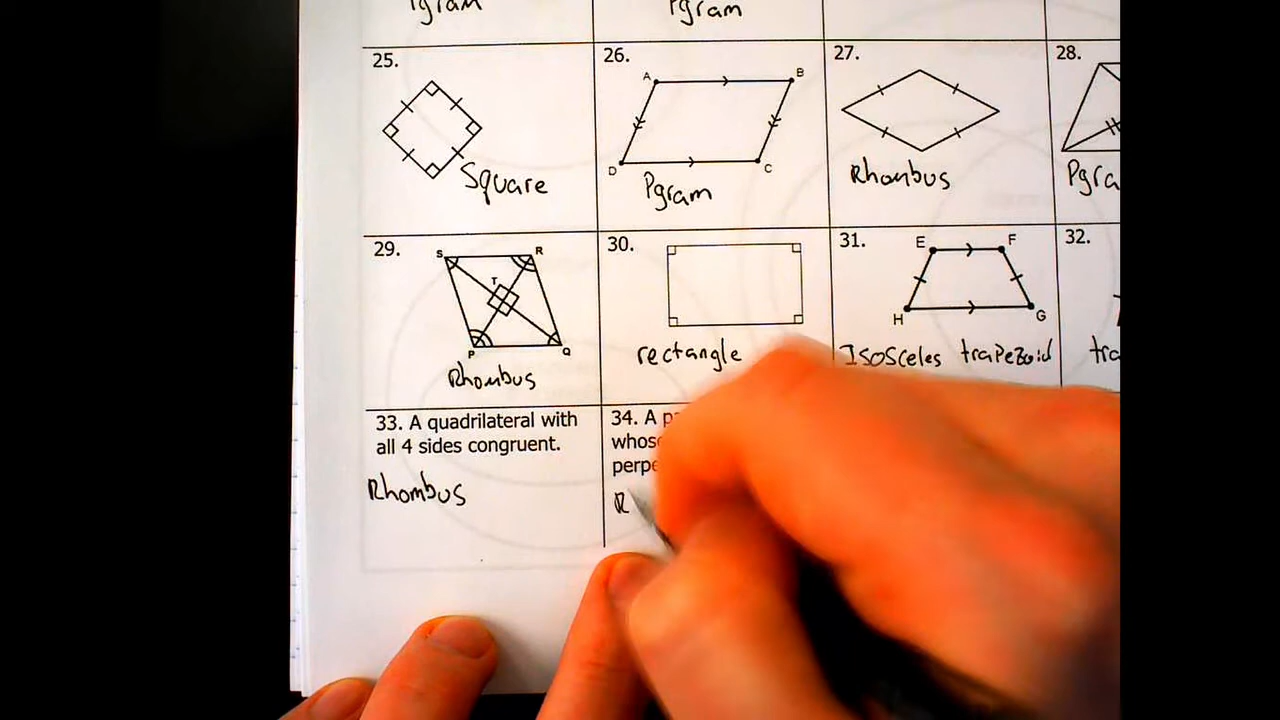 Pgram
Pgram
25.
Square
26.
A
B
D
C
Pgram
27.
Rhombus
28.
Pgra
29.
S
R
T
P
Q
Rhombus
30.
rectangle
31.
E
F
H
G
Isosceles trapezoid
32.
tra
33. A quadrilateral with
all 4 sides congruent.
Rhombus
34. A p
whos
perpe
R